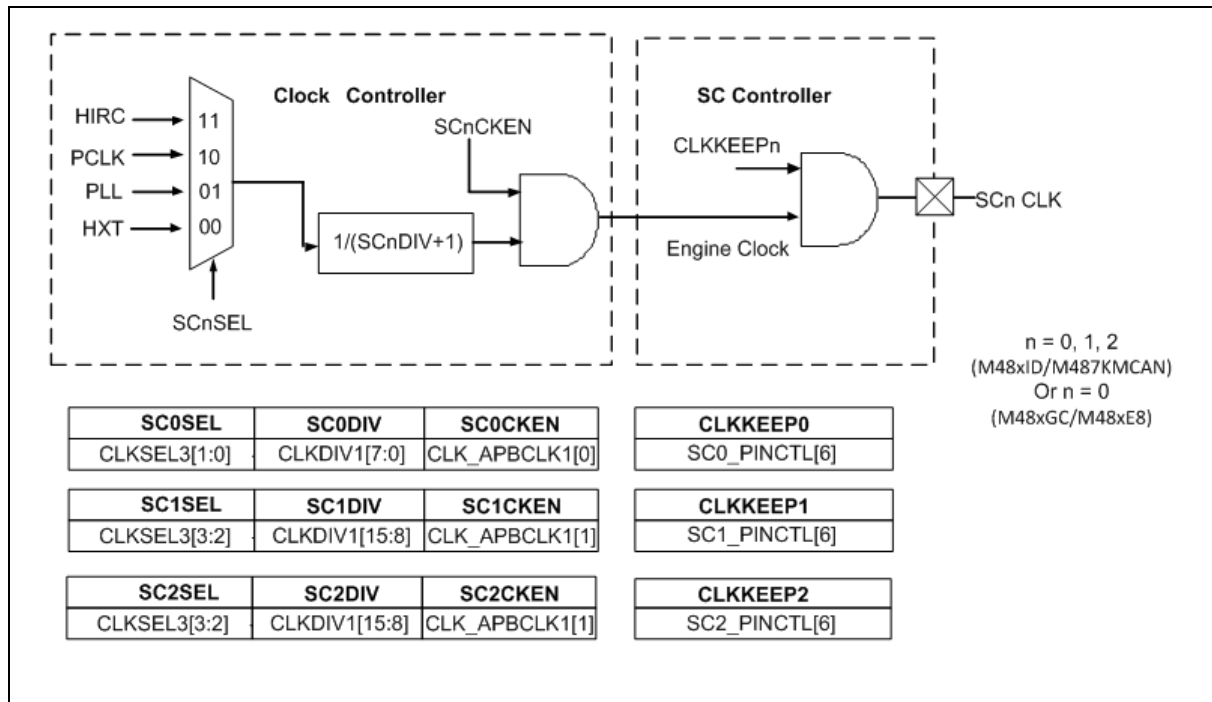 Clock Controller
SC Controller
HIRC
11
SCnCKEN
CLKKEEPn
PCLK
10
PLL
01
SCn CLK
HXT
00
1/(SCnDIV+1)
Engine Clock
SCnSEL
n = 0, 1, 2
(M48xID/M487KMCAN)
Or n = 0
(M48xGC/M48xE8)
SC0SEL SC0DIV SC0CKEN CLKKEEP0
CLKSEL3[1:0] CLKDIV1[7:0] CLK_APBCLK1[0] SC0_PINCTL[6]
SC1SEL SC1DIV SC1CKEN CLKKEEP1
CLKSEL3[3:2] CLKDIV1[15:8] CLK_APBCLK1[1] SC1_PINCTL[6]
SC2SEL SC2DIV SC2CKEN CLKKEEP2
CLKSEL3[3:2] CLKDIV1[15:8] CLK_APBCLK1[1] SC2_PINCTL[6]